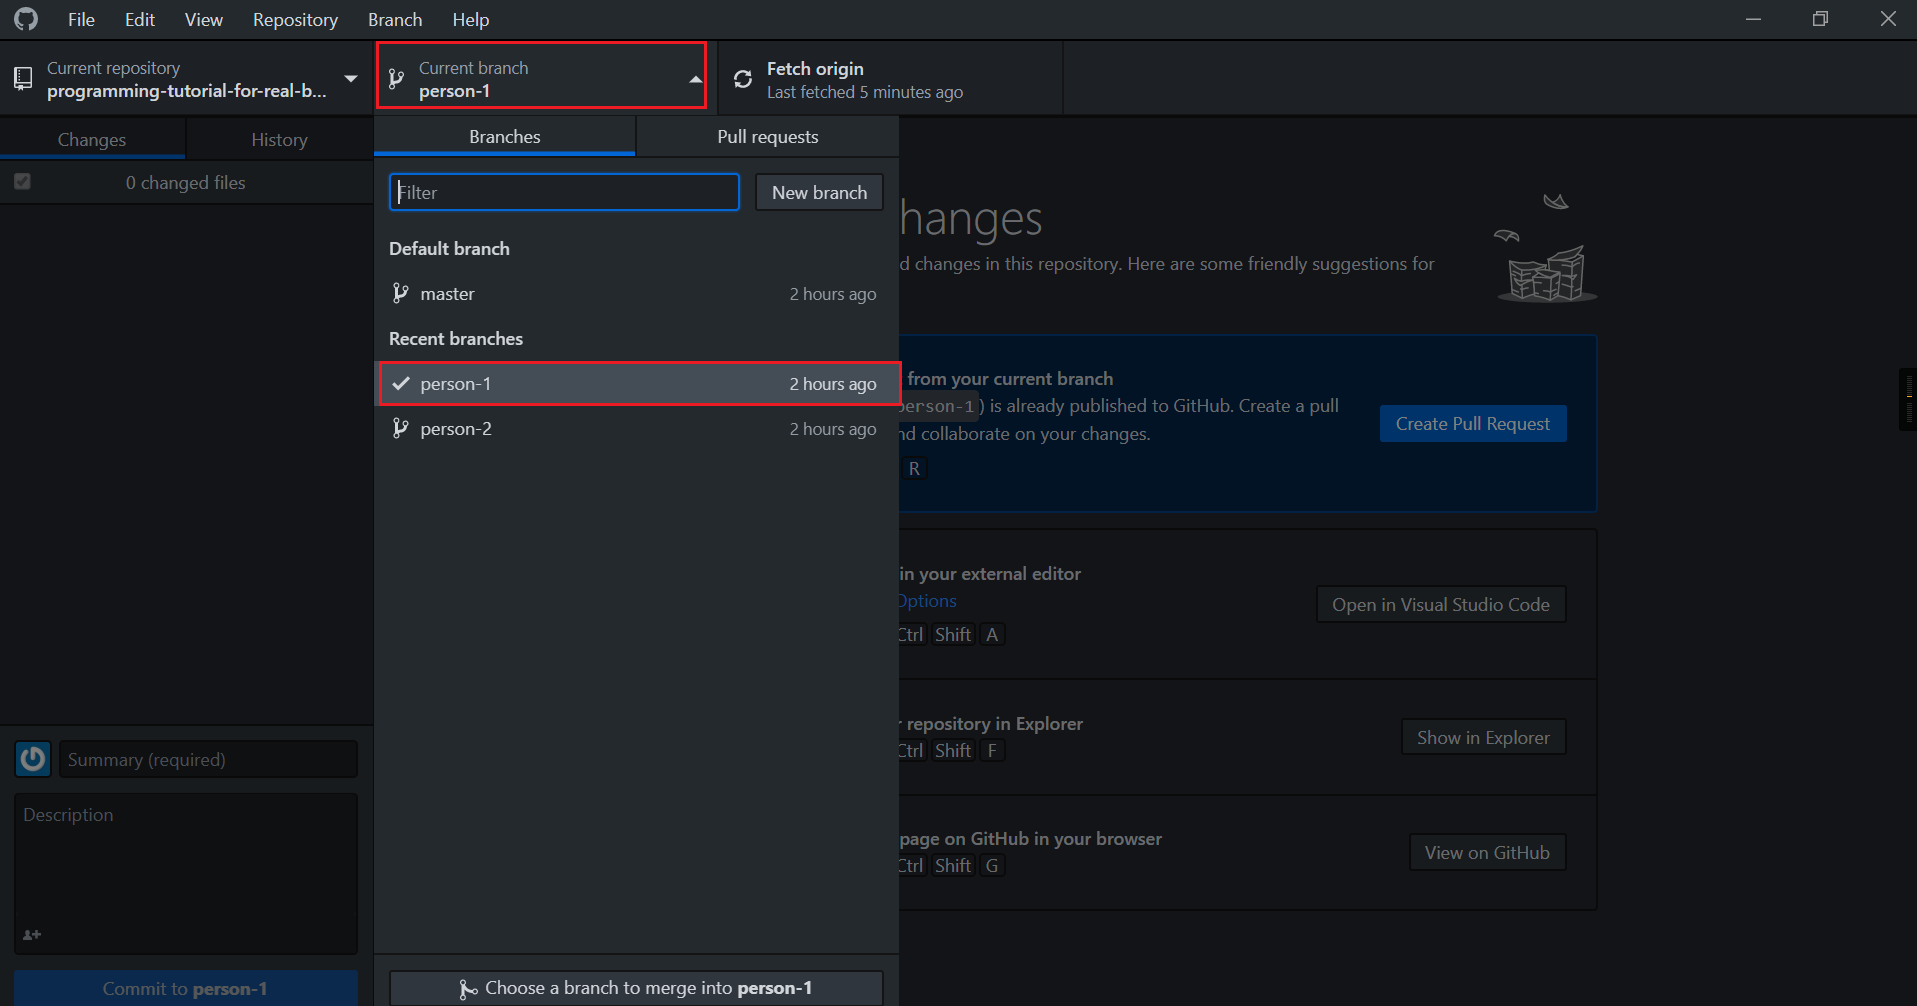 File Edit View Repository Branch Help
Current repository
programming-tutorial-for-real-b...
Current branch
person-1
Fetch origin
Last fetched 5 minutes ago
Changes History
0 changed files
Branches Pull requests
Filter New branch
Default branch
master 2 hours ago
Recent branches
person-1 2 hours ago
person-2 2 hours ago
Choose a branch to merge into person-1
hanges
d changes in this repository. Here are some friendly suggestions for
from your current branch
person-1) is already published to GitHub. Create a pull
nd collaborate on your changes.
R
Create Pull Request
in your external editor
Options
Ctrl Shift A
Open in Visual Studio Code
repository in Explorer
Ctrl Shift F
Show in Explorer
page on GitHub in your browser
Ctrl Shift G
View on GitHub
Summary (required)
Description
Commit to person-1